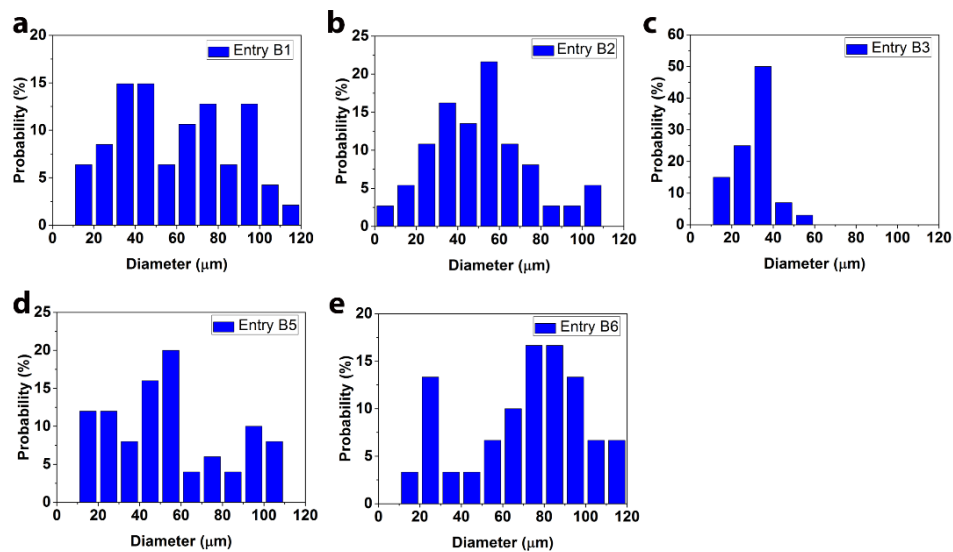 a
Entry B1
Probability (%)
20
15
10
5
0
0 20 40 60 80 100 120
Diameter (μm)
b
Entry B2
Probability (%)
25
20
15
10
5
0
0 20 40 60 80 100 120
Diameter (μm)
c
Entry B3
Probability (%)
60
50
40
30
20
10
0
0 20 40 60 80 100 120
Diameter (μm)
d
Entry B5
Probability (%)
25
20
15
10
5
0
0 20 40 60 80 100 120
Diameter (μm)
e
Entry B6
Probability (%)
20
15
10
5
0
0 20 40 60 80 100 120
Diameter (μm)